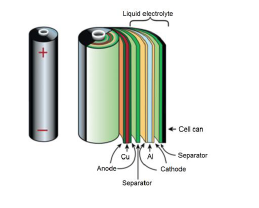 Liquid electrolyte
+
−
Cell can
Cu
Al
Separator
Anode
Cathode
Separator